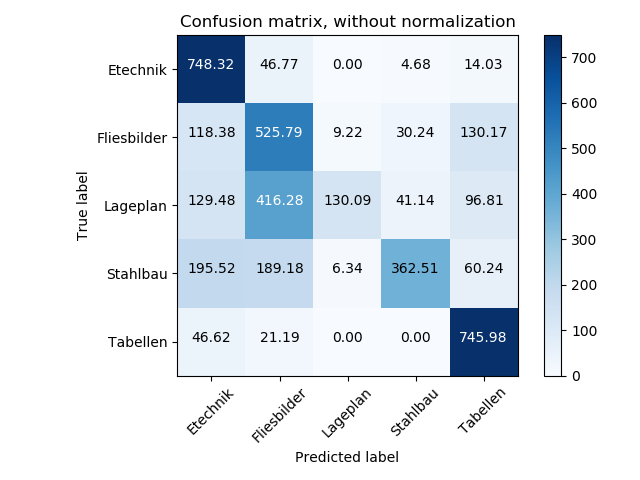 Confusion matrix, without normalization
True label
Etechnik 748.32 46.77 0.00 4.68 14.03
Fliesbilder 118.38 525.79 9.22 30.24 130.17
Lageplan 129.48 416.28 130.09 41.14 96.81
Stahlbau 195.52 189.18 6.34 362.51 60.24
Tabellen 46.62 21.19 0.00 0.00 745.98
Etechnik Fliesbilder Lageplan Stahlbau Tabellen
Predicted label
700
600
500
400
300
200
100
0